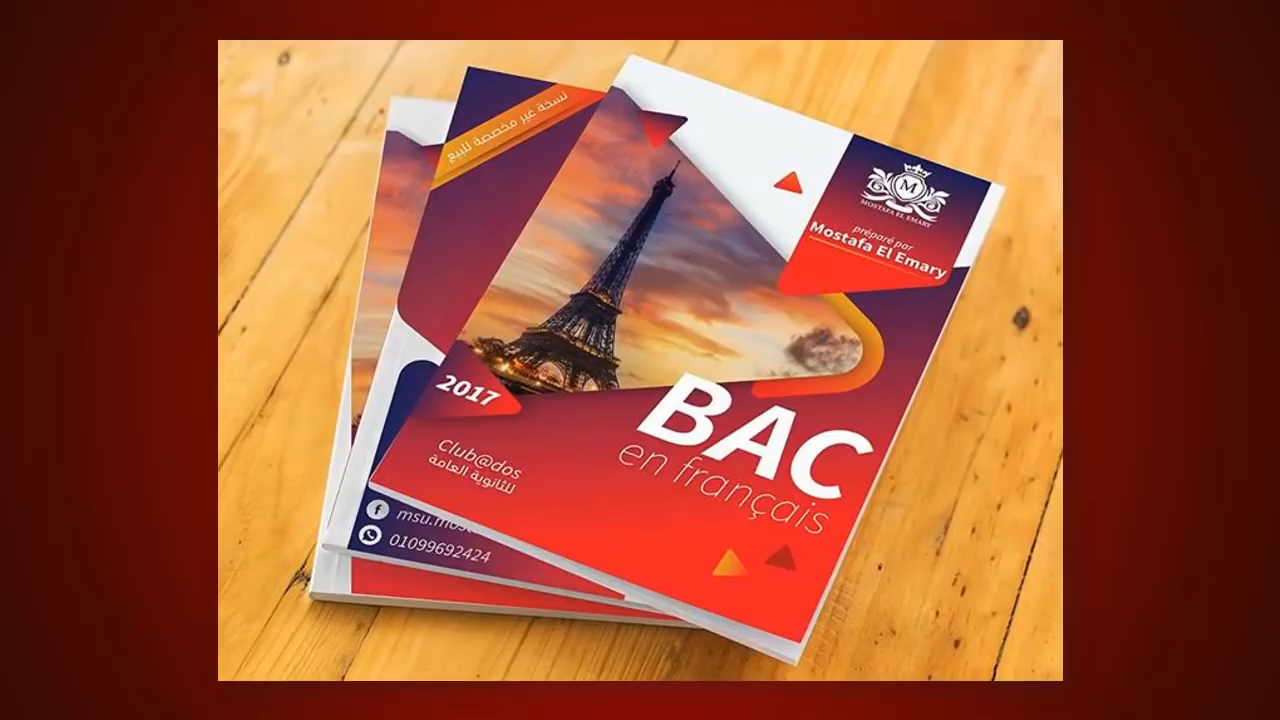 نسخة غير مخصصة للبيع
M
MOSTAFA EL EMARY
préparé par
Mostafa El Emary
2017
BAC
en français
Club@dos
للثانوية العامة
f
01099692424